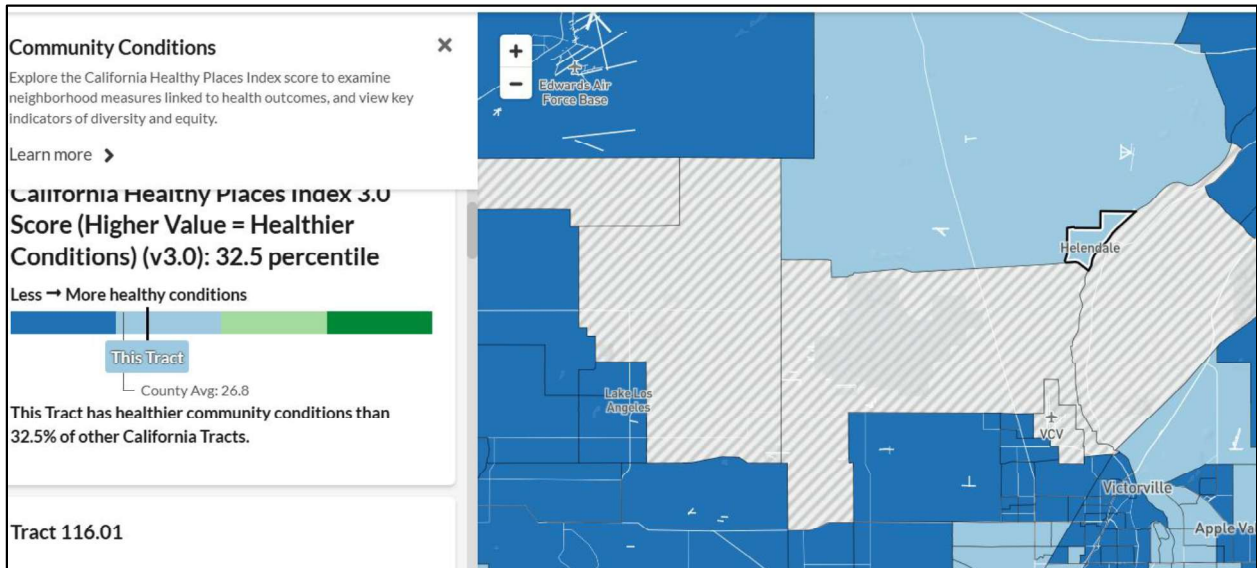 Community Conditions
Explore the California Healthy Places Index score to examine
neighborhood measures linked to health outcomes, and view key
indicators of diversity and equity.
Learn more
California Healthy Places Index 3.0
Score (Higher Value = Healthier
Conditions) (v3.0): 32.5 percentile
Less → More healthy conditions
This Tract
County Avg: 26.8
This Tract has healthier community conditions than
32.5% of other California Tracts.
Tract 116.01
+
−
Edwards Air
Force Base
Helendale
Lake Los
Angeles
VCV
Victorville
Apple Va